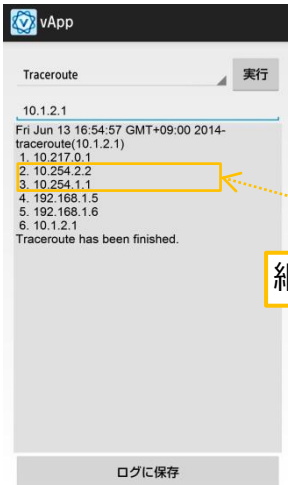 vApp
Traceroute
実行
10.1.2.1
Fri Jun 13 16:54:57 GMT+09:00 2014-
traceroute(10.1.2.1)
1. 10.217.0.1
2. 10.254.2.2
3. 10.254.1.1
4. 192.168.1.5
5. 192.168.1.6
6. 10.1.2.1
Traceroute has been finished.
ログに保存